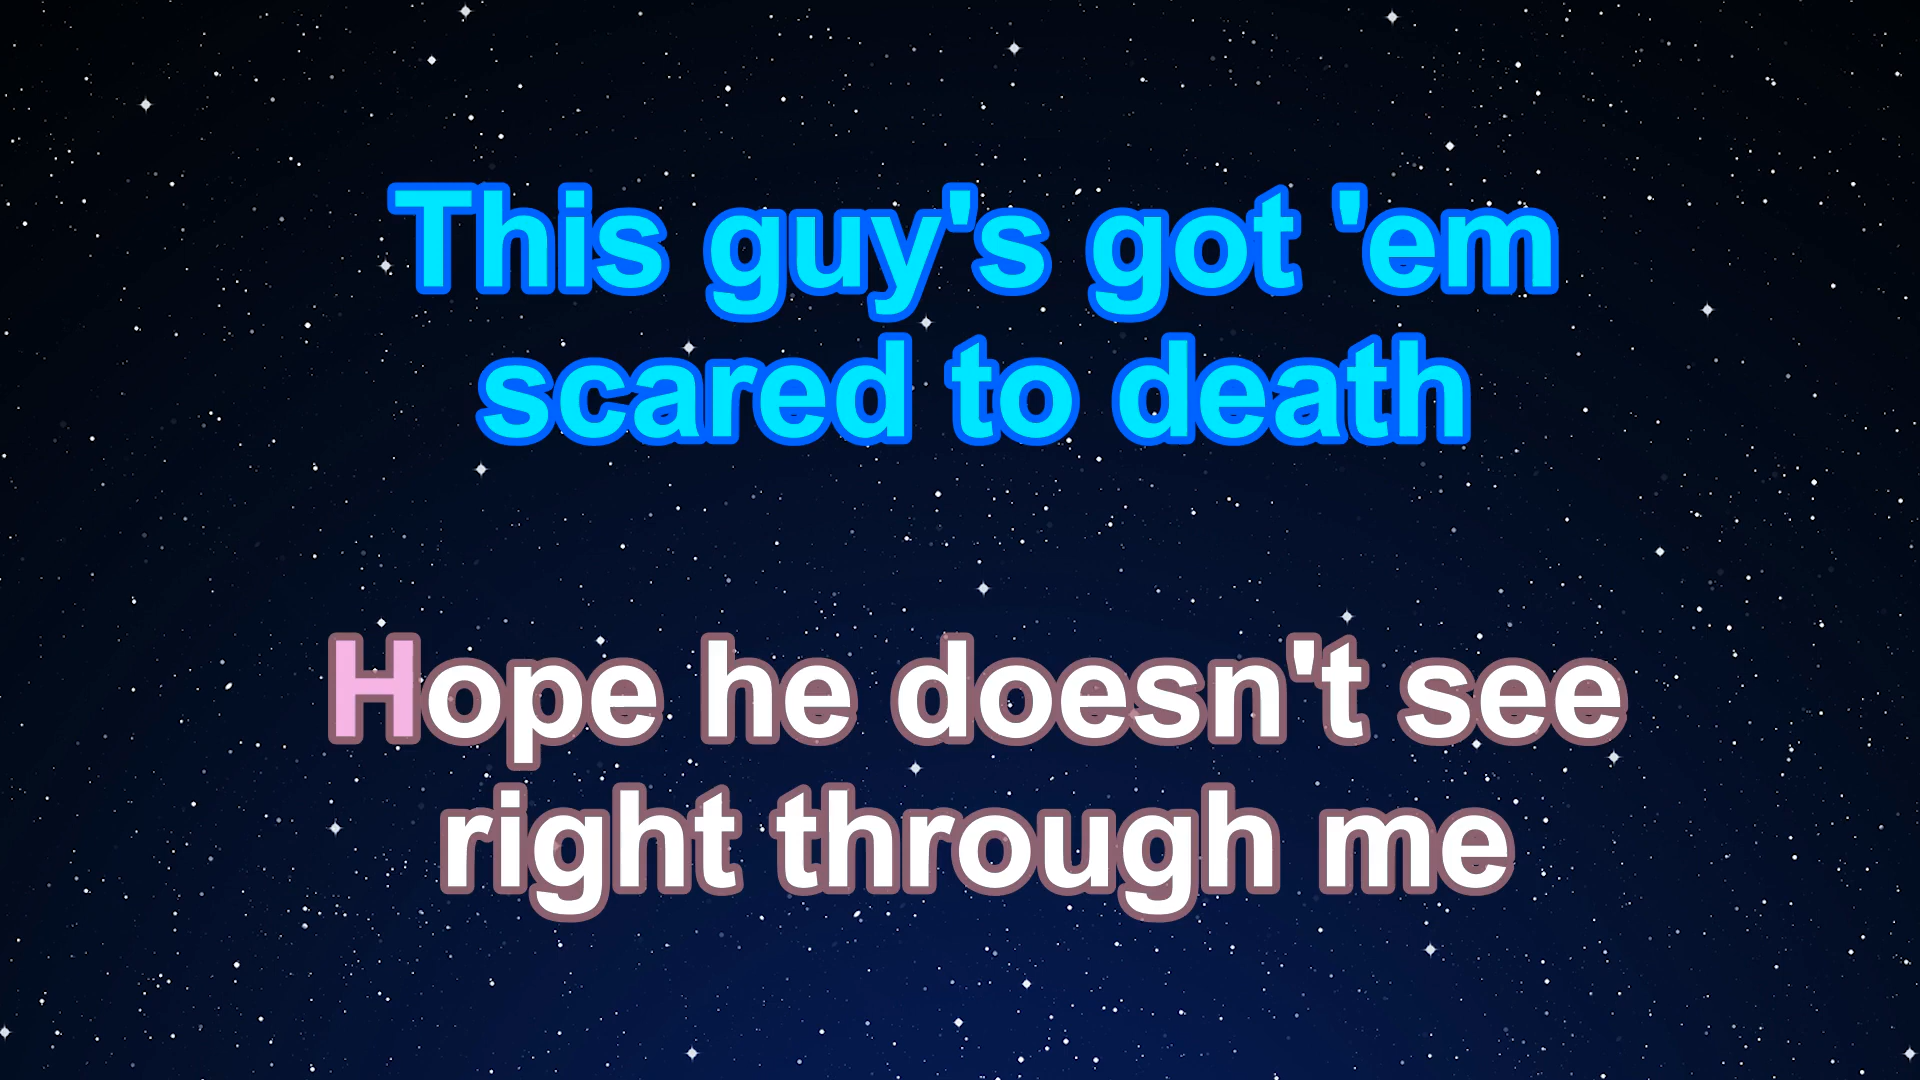 This guy's got 'em
scared to death
Hope he doesn't see
right through me